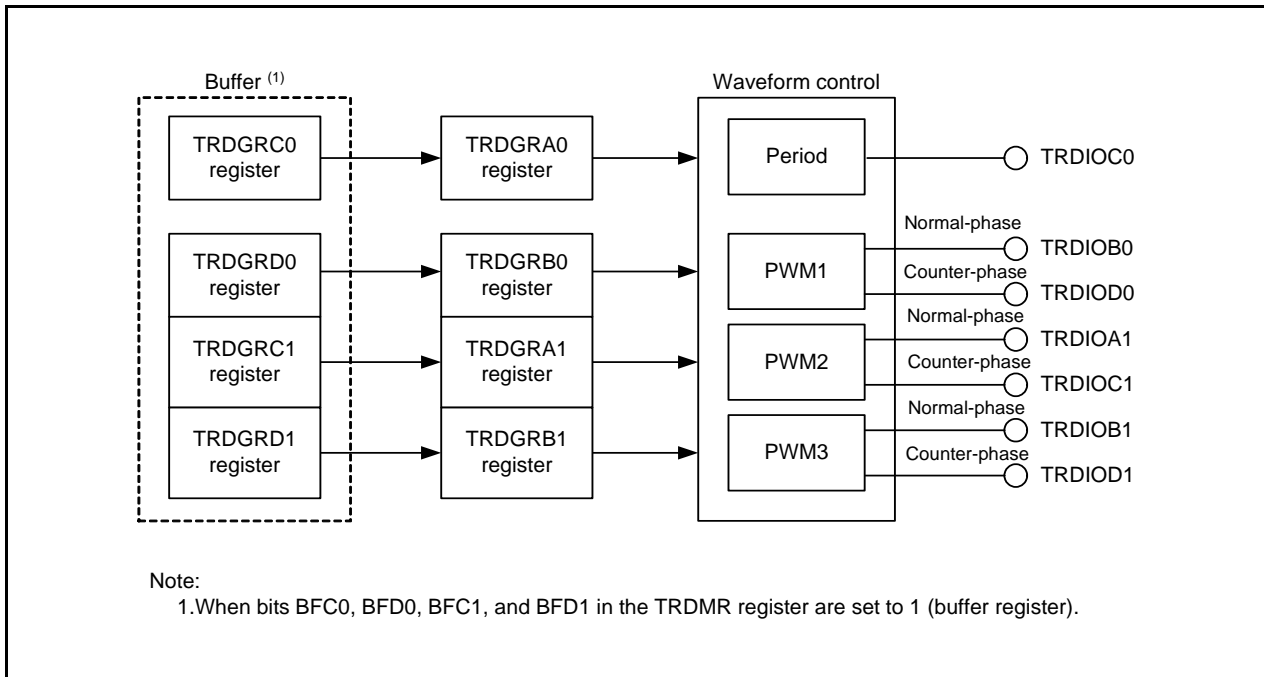 Buffer (1)
Waveform control
TRDGRC0
register
TRDGRA0
register
Period
TRDIOC0
TRDGRD0
register
TRDGRB0
register
PWM1
Normal-phase
TRDIOB0
Counter-phase
TRDIOD0
TRDGRC1
register
TRDGRA1
register
PWM2
Normal-phase
TRDIOA1
Counter-phase
TRDIOC1
TRDGRD1
register
TRDGRB1
register
PWM3
Normal-phase
TRDIOB1
Counter-phase
TRDIOD1
Note:
1.When bits BFC0, BFD0, BFC1, and BFD1 in the TRDMR register are set to 1 (buffer register).